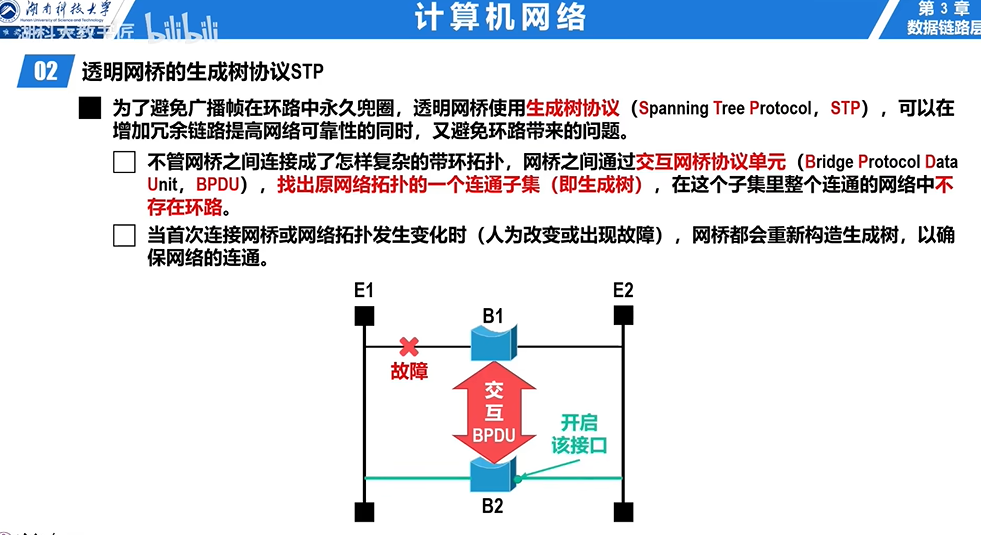 湖南科技大学
Hunan University of Science and Technology
湖科大教书匠 bilibili
计算机网络
第 3 章
数据链路层
02 透明网桥的生成树协议STP
为了避免广播帧在环路中永久兜圈，透明网桥使用生成树协议（Spanning Tree Protocol，STP），可以在
增加冗余链路提高网络可靠性的同时，又避免环路带来的问题。
不管网桥之间连接成了怎样复杂的带环拓扑，网桥之间通过交互网桥协议单元（Bridge Protocol Data
Unit，BPDU），找出原网络拓扑的一个连通子集（即生成树），在这个子集里整个连通的网络中不
存在环路。
当首次连接网桥或网络拓扑发生变化时（人为改变或出现故障），网桥都会重新构造生成树，以确
保网络的连通。
E1
E2
B1
故障
交
互
BPDU
开启
该接口
B2